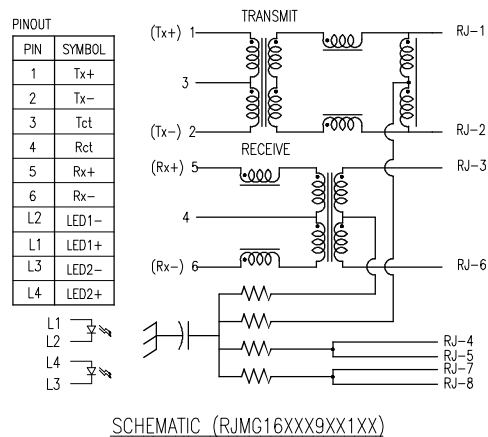 PINOUT
PIN SYMBOL
1 Tx+
2 Tx-
3 Tct
4 Rct
5 Rx+
6 Rx-
L2 LED1-
L1 LED1+
L3 LED2-
L4 LED2+
TRANSMIT
(Tx+) 1
RJ-1
3
(Tx-) 2
RJ-2
RECEIVE
(Rx+) 5
RJ-3
4
(Rx-) 6
RJ-6
L1
L2
L4
L3
RJ-4
RJ-5
RJ-7
RJ-8
SCHEMATIC (RJMG16XXX9XX1XX)